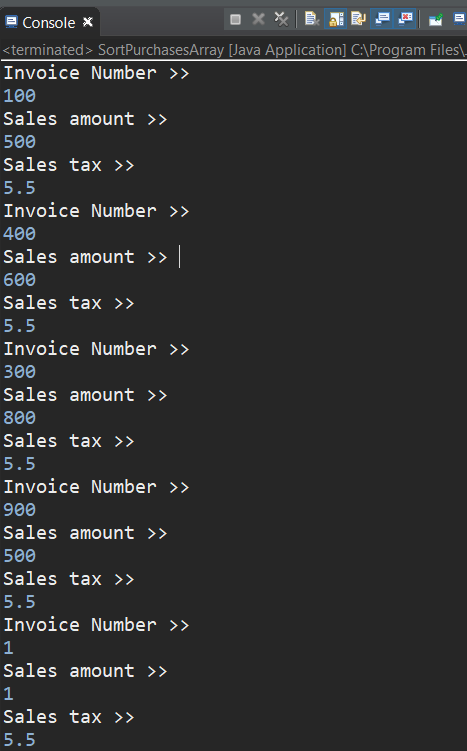 Console
<terminated> SortPurchasesArray [Java Application] C:\Program Files\
Invoice Number >>
100
Sales amount >>
500
Sales tax >>
5.5
Invoice Number >>
400
Sales amount >>
600
Sales tax >>
5.5
Invoice Number >>
300
Sales amount >>
800
Sales tax >>
5.5
Invoice Number >>
900
Sales amount >>
500
Sales tax >>
5.5
Invoice Number >>
1
Sales amount >>
1
Sales tax >>
5.5